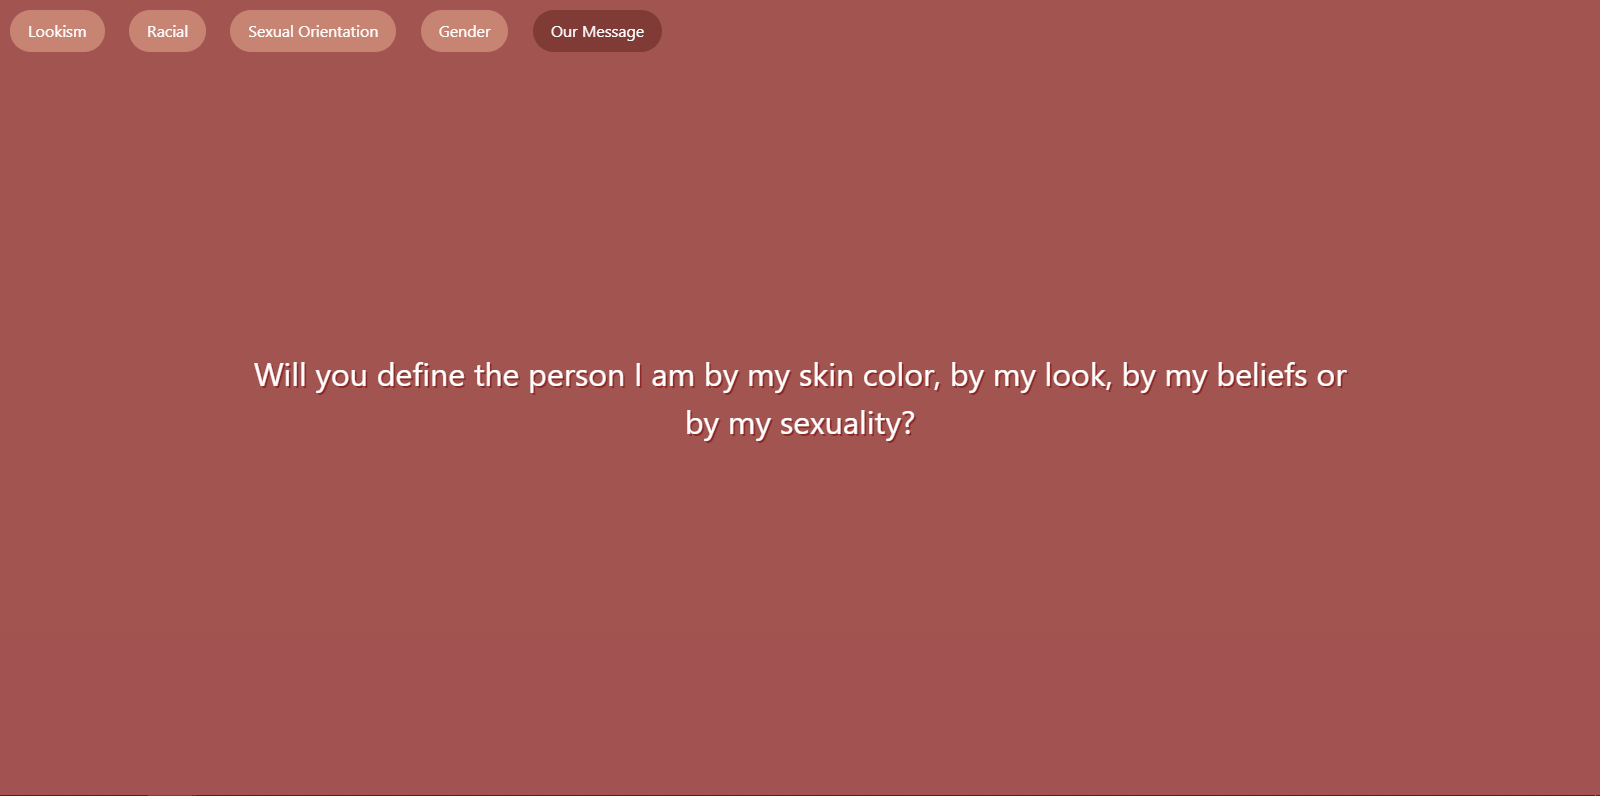 Lookism Racial Sexual Orientation Gender Our Message
Will you define the person I am by my skin color, by my look, by my beliefs or
by my sexuality?